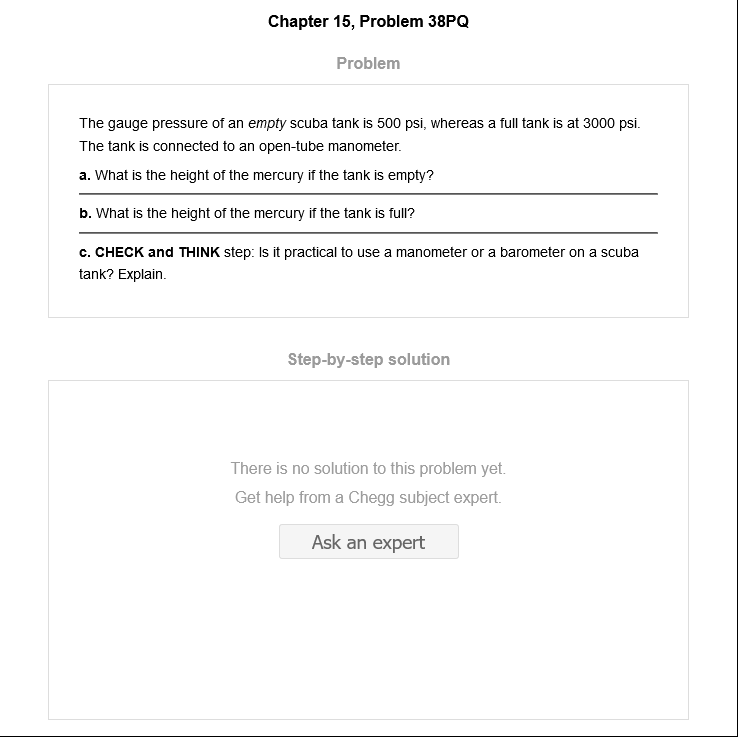 Chapter 15, Problem 38PQ
Problem
The gauge pressure of an empty scuba tank is 500 psi, whereas a full tank is at 3000 psi.
The tank is connected to an open-tube manometer.
a. What is the height of the mercury if the tank is empty?
b. What is the height of the mercury if the tank is full?
c. CHECK and THINK step: Is it practical to use a manometer or a barometer on a scuba
tank? Explain.
Step-by-step solution
There is no solution to this problem yet.
Get help from a Chegg subject expert.
Ask an expert